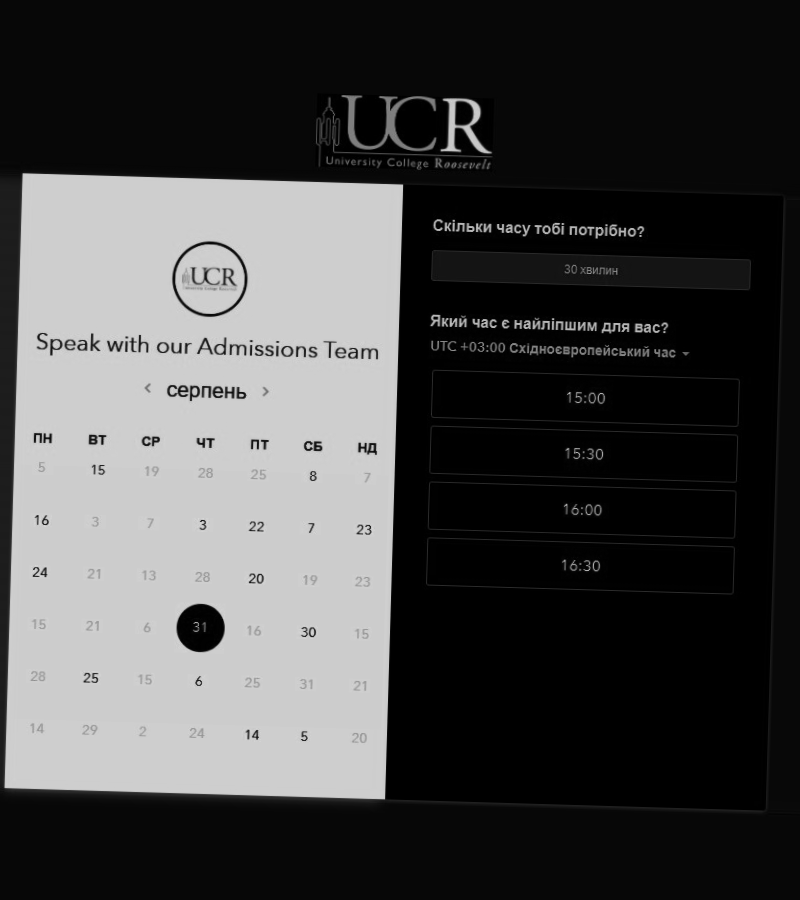 UCR
University College Roosevelt
UCR
University College Roosevelt
Speak with our Admissions Team
серпень
ПН ВТ СР ЧТ ПТ СБ НД
5 15 19 28 25 8 7
16 3 7 3 22 7 23
24 21 13 28 20 19 23
15 21 6 31 16 30 15
28 25 15 6 25 31 21
14 29 2 24 14 5 20
Скільки часу тобі потрібно?
30 хвилин
Який час є найліпшим для вас?
UTC +03:00 Східноєвропейський час
15:00
15:30
16:00
16:30